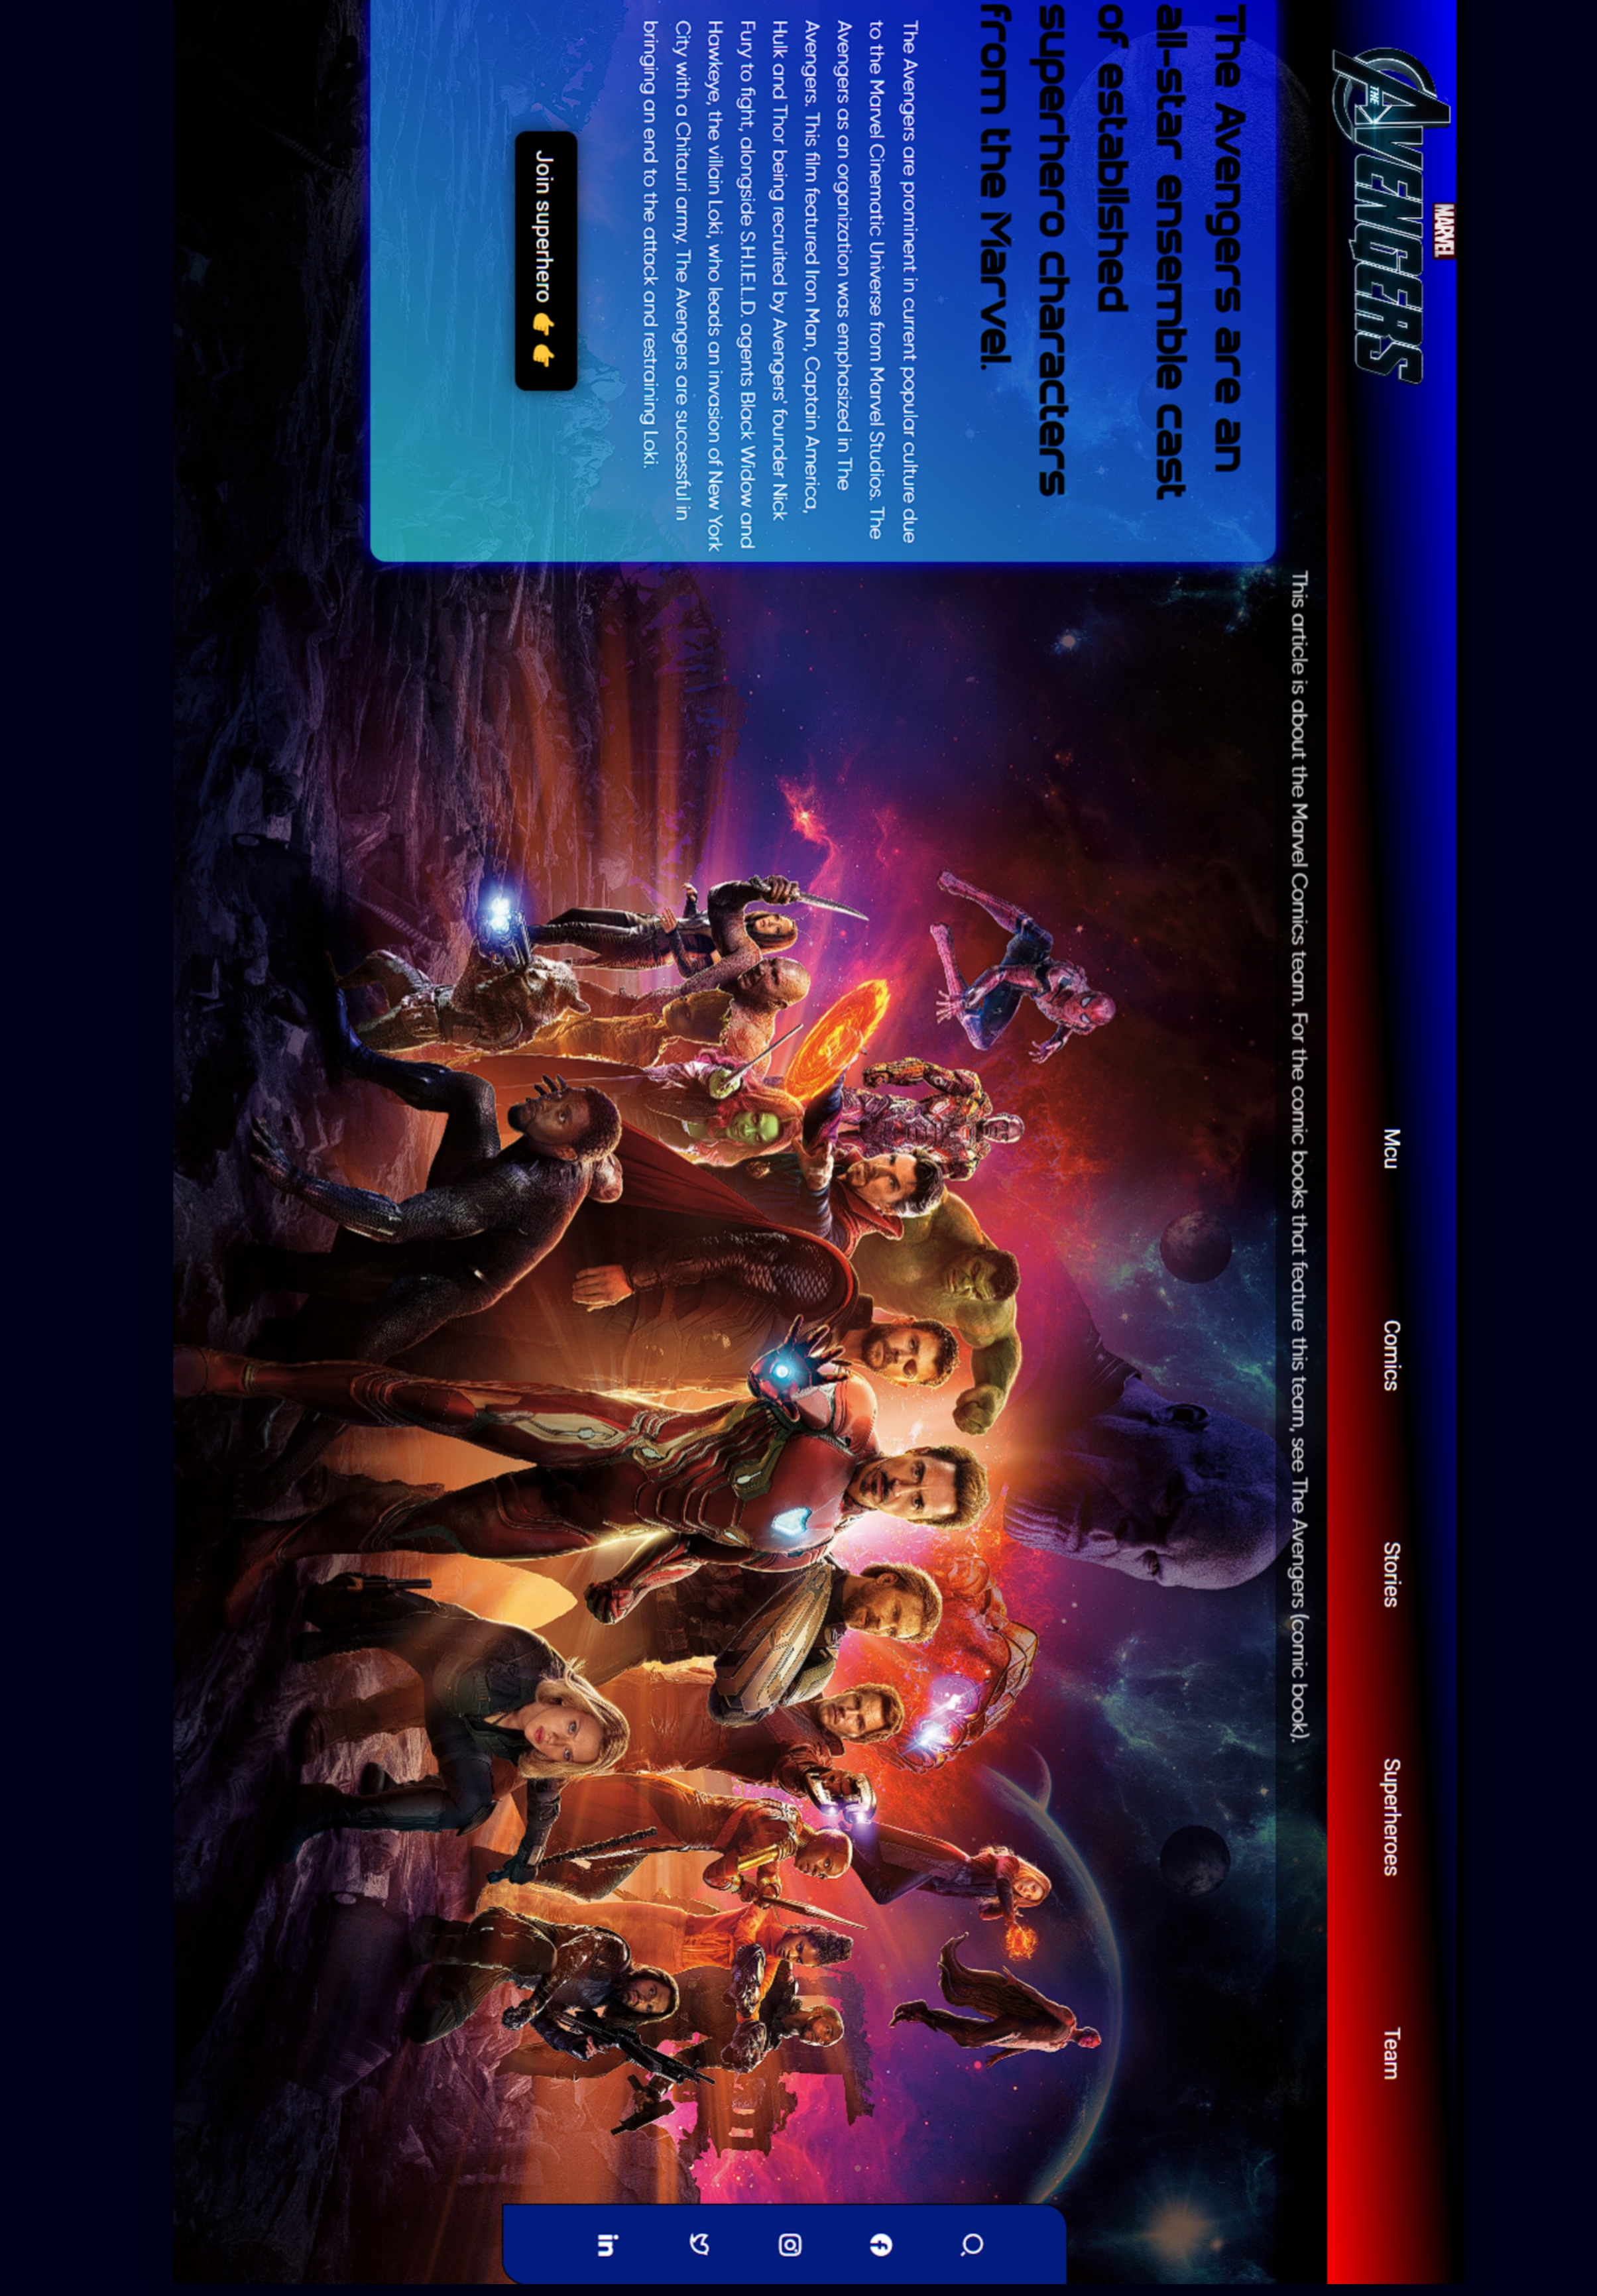 MARVEL
THE AVENGERS
Mcu
Comics
Stories
Superheroes
Team
This article is about the Marvel Comics team. For the comic books that feature this team, see The Avengers (comic book).
The Avengers are an
all-star ensemble cast
of established
superhero characters
from the Marvel.
The Avengers are prominent in current popular culture due
to the Marvel Cinematic Universe from Marvel Studios. The
Avengers as an organization was emphasized in The
Avengers. This film featured Iron Man, Captain America,
Hulk and Thor being recruited by Avengers' founder Nick
Fury to fight, alongside S.H.I.E.L.D. agents Black Widow and
Hawkeye, the villain Loki, who leads an invasion of New York
City with a Chitauri army. The Avengers are successful in
bringing an end to the attack and restraining Loki.
Join superhero 👉👉